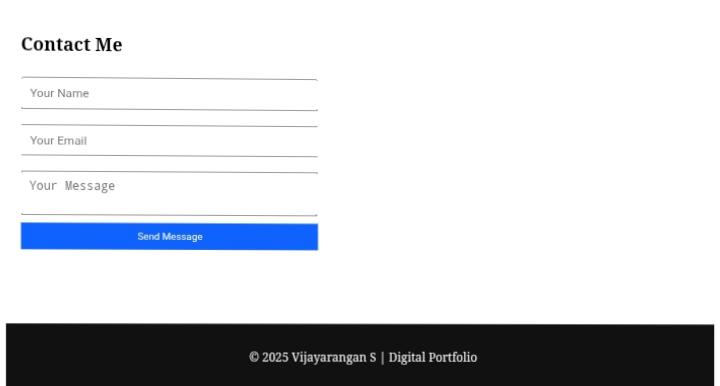 Contact Me
Your Name
Your Email
Your Message
Send Message
© 2025 Vijayarangan S | Digital Portfolio